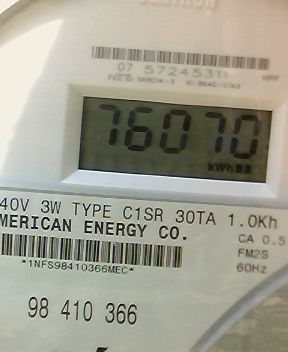 07 5724531
76070
kWh
40V 3W TYPE C1SR 30TA 1.0Kh
MERICAN ENERGY CO.
CA 0.5
FM2S
*1NFS98410366MEC*
60Hz
98 410 366